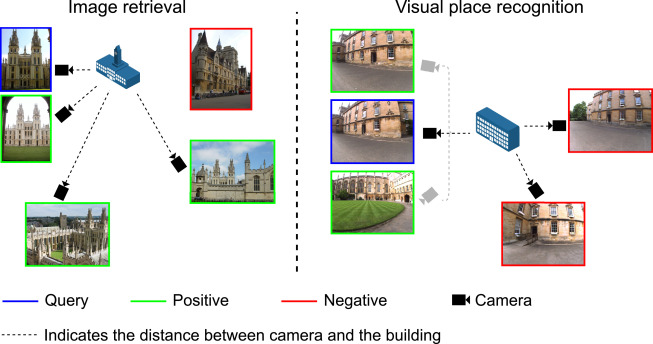 Image retrieval
Visual place recognition
Query
Positive
Negative
Camera
Indicates the distance between camera and the building